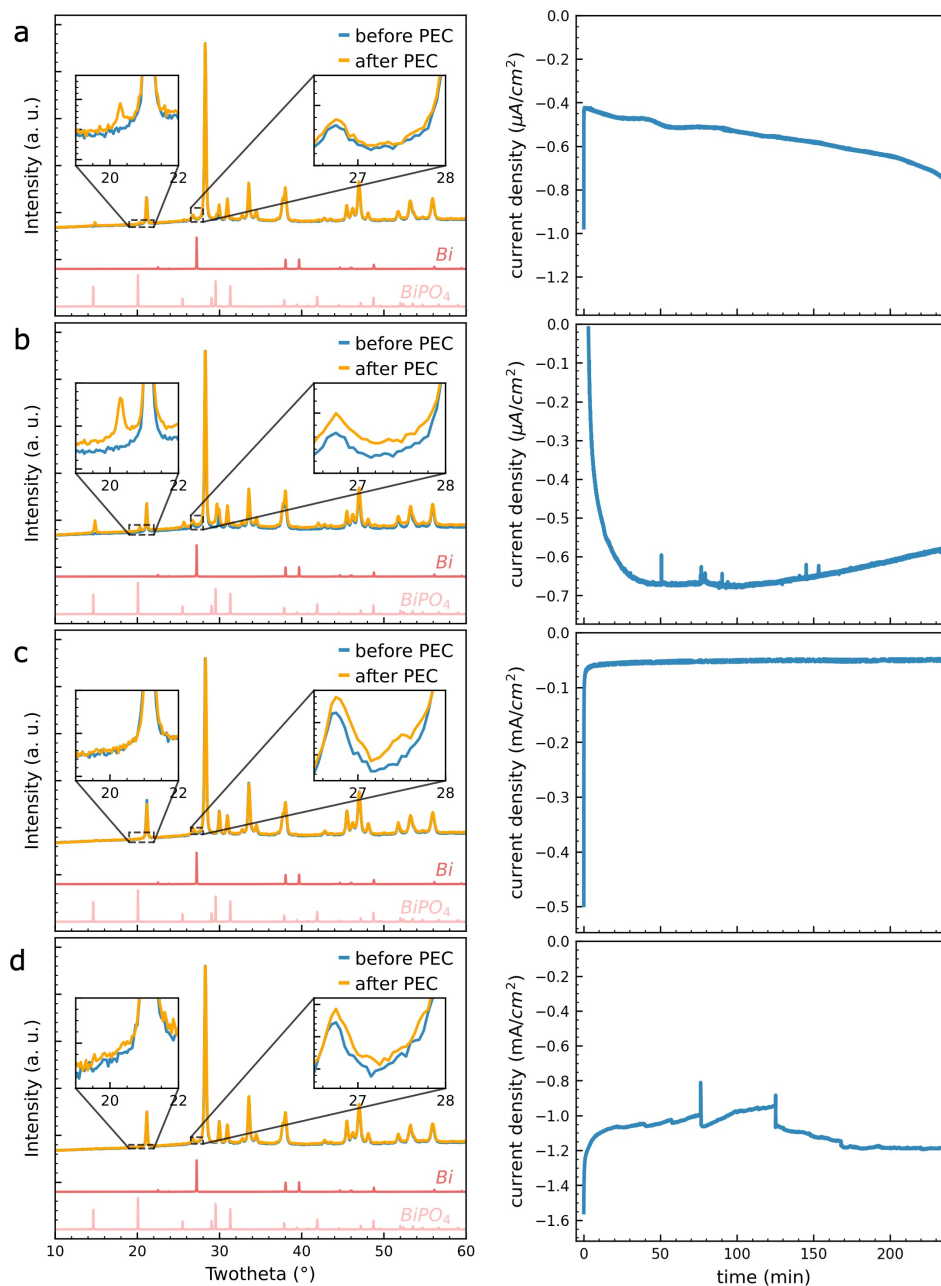 a
before PEC
after PEC
20
22
27
28
Intensity (a. u.)
Bi
BiPO4
0.0
−0.4
−0.6
−0.8
−1.0
−1.2
current density (μA/cm²)
b
before PEC
after PEC
20
22
27
28
Intensity (a. u.)
Bi
BiPO4
0.0
−0.1
−0.2
−0.3
−0.4
−0.5
−0.6
−0.7
current density (μA/cm²)
c
before PEC
after PEC
20
22
27
28
Intensity (a. u.)
Bi
BiPO4
0.0
−0.1
−0.2
−0.3
−0.4
−0.5
current density (mA/cm²)
d
before PEC
after PEC
20
22
27
28
Intensity (a. u.)
Bi
BiPO4
10
20
30
40
50
60
Twotheta (°)
0.0
−0.4
−0.6
−0.8
−1.0
−1.2
−1.4
−1.6
current density (mA/cm²)
0
50
100
150
200
time (min)